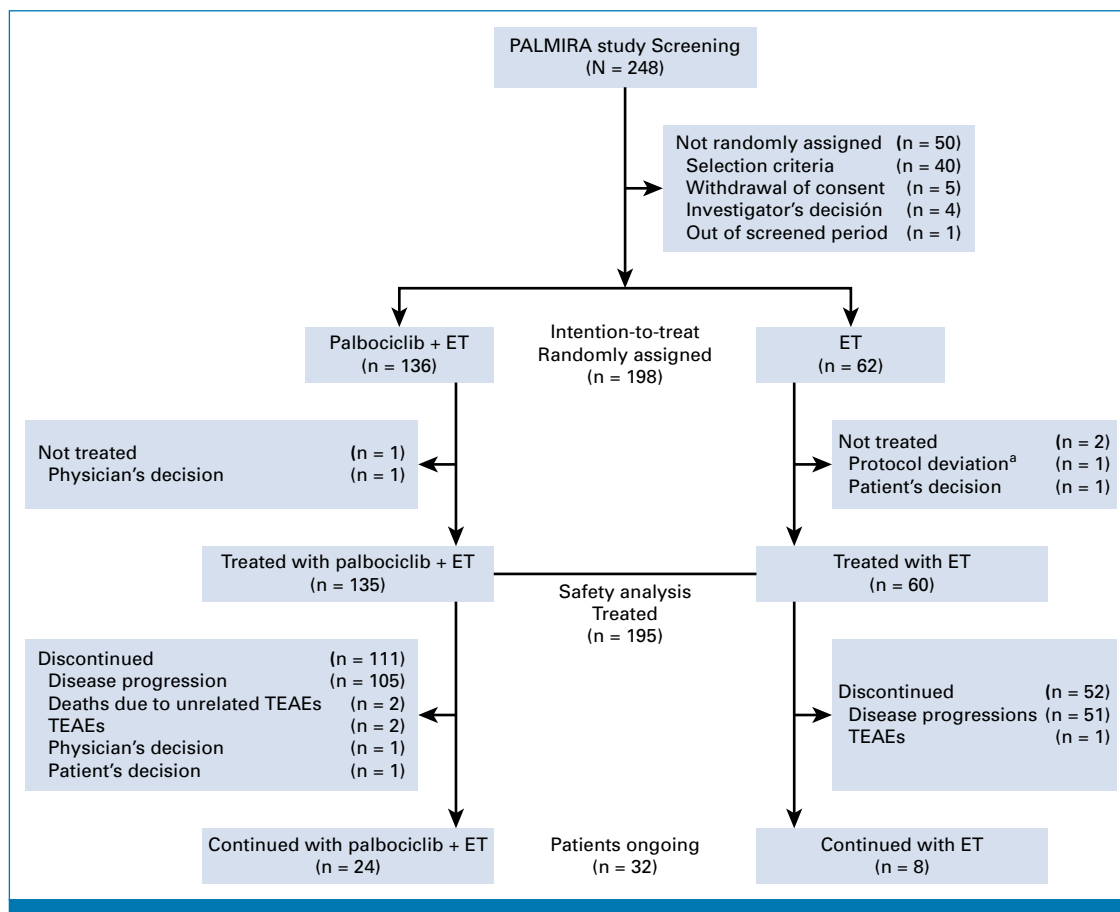 PALMIRA study Screening
(N = 248)
Not randomly assigned (n = 50)
Selection criteria (n = 40)
Withdrawal of consent (n = 5)
Investigator's decisión (n = 4)
Out of screened period (n = 1)
Palbociclib + ET
(n = 136)
Intention-to-treat
Randomly assigned
(n = 198)
ET
(n = 62)
Not treated (n = 1)
Physician's decision (n = 1)
Not treated (n = 2)
Protocol deviationa (n = 1)
Patient's decision (n = 1)
Treated with palbociclib + ET
(n = 135)
Safety analysis
Treated
(n = 195)
Treated with ET
(n = 60)
Discontinued (n = 111)
Disease progression (n = 105)
Deaths due to unrelated TEAEs (n = 2)
TEAEs (n = 2)
Physician's decision (n = 1)
Patient's decision (n = 1)
Discontinued (n = 52)
Disease progressions (n = 51)
TEAEs (n = 1)
Continued with palbociclib + ET
(n = 24)
Patients ongoing
(n = 32)
Continued with ET
(n = 8)